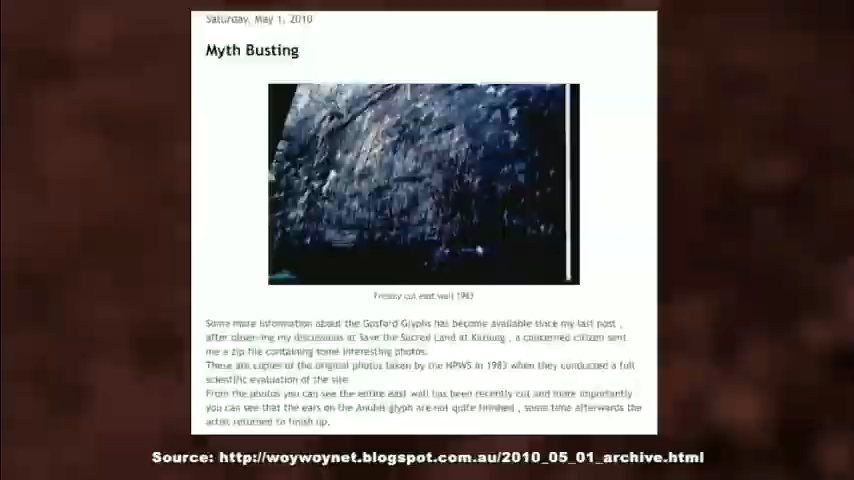 Saturday, May 1, 2010
Myth Busting
Freshly cut east wall 1983
Some more information about the Gosford Glyphs has become available since my last post ,
after observing my discussions at Save the Sacred Land at Kariong , a concerned citizen sent
me a zip file containing some interesting photos.
These are copies of the original photos taken by the NPWS in 1983 when they conducted a full
scientific evaluation of the site.
From the photos you can see the entire east wall has been recently cut and more importantly
you can see that the ears on the Anubis glyph are not quite finished , some time afterwards the
artist returned to finish up.
Source: http://woywoynet.blogspot.com.au/2010_05_01_archive.html